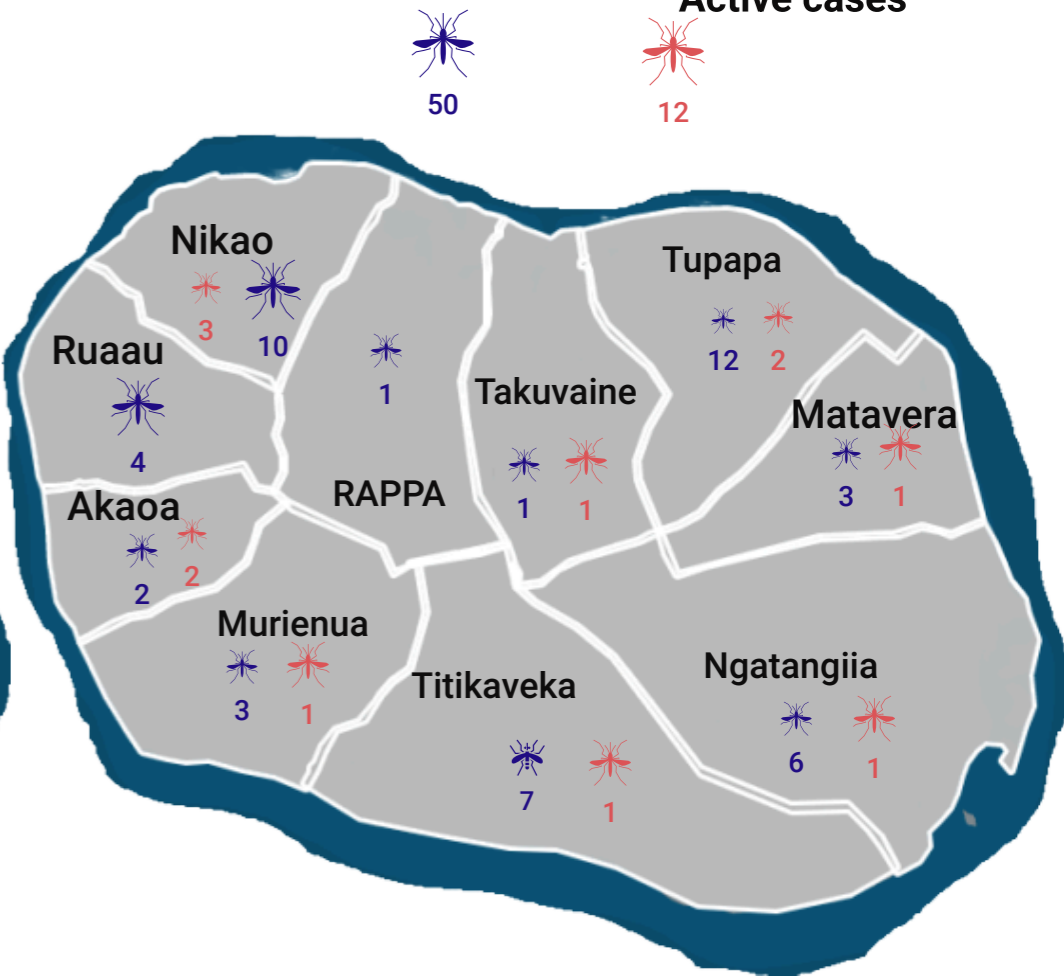 Active cases
50
12
Nikao
3
10
Tupapa
12
2
Ruaau
4
1
Takuvaine
1
1
Matavera
3
1
RAPPA
Akaoa
2
2
Murienua
3
1
Titikaveka
7
1
Ngatangiia
6
1